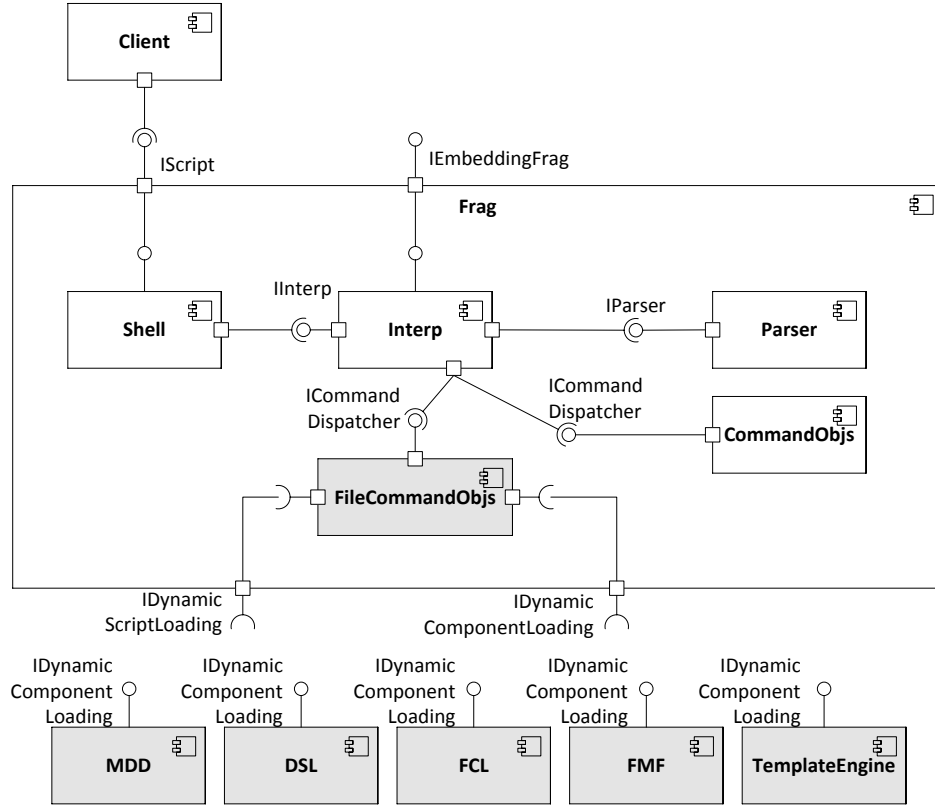 Client
IScript
IEmbeddingFrag
Frag
IInterp
IParser
Shell
Interp
Parser
ICommand
Dispatcher
ICommand
Dispatcher
CommandObjs
FileCommandObjs
IDynamic
ScriptLoading
IDynamic
ComponentLoading
IDynamic
Component
Loading
IDynamic
Component
Loading
IDynamic
Component
Loading
IDynamic
Component
Loading
IDynamic
Component
Loading
MDD
DSL
FCL
FMF
TemplateEngine